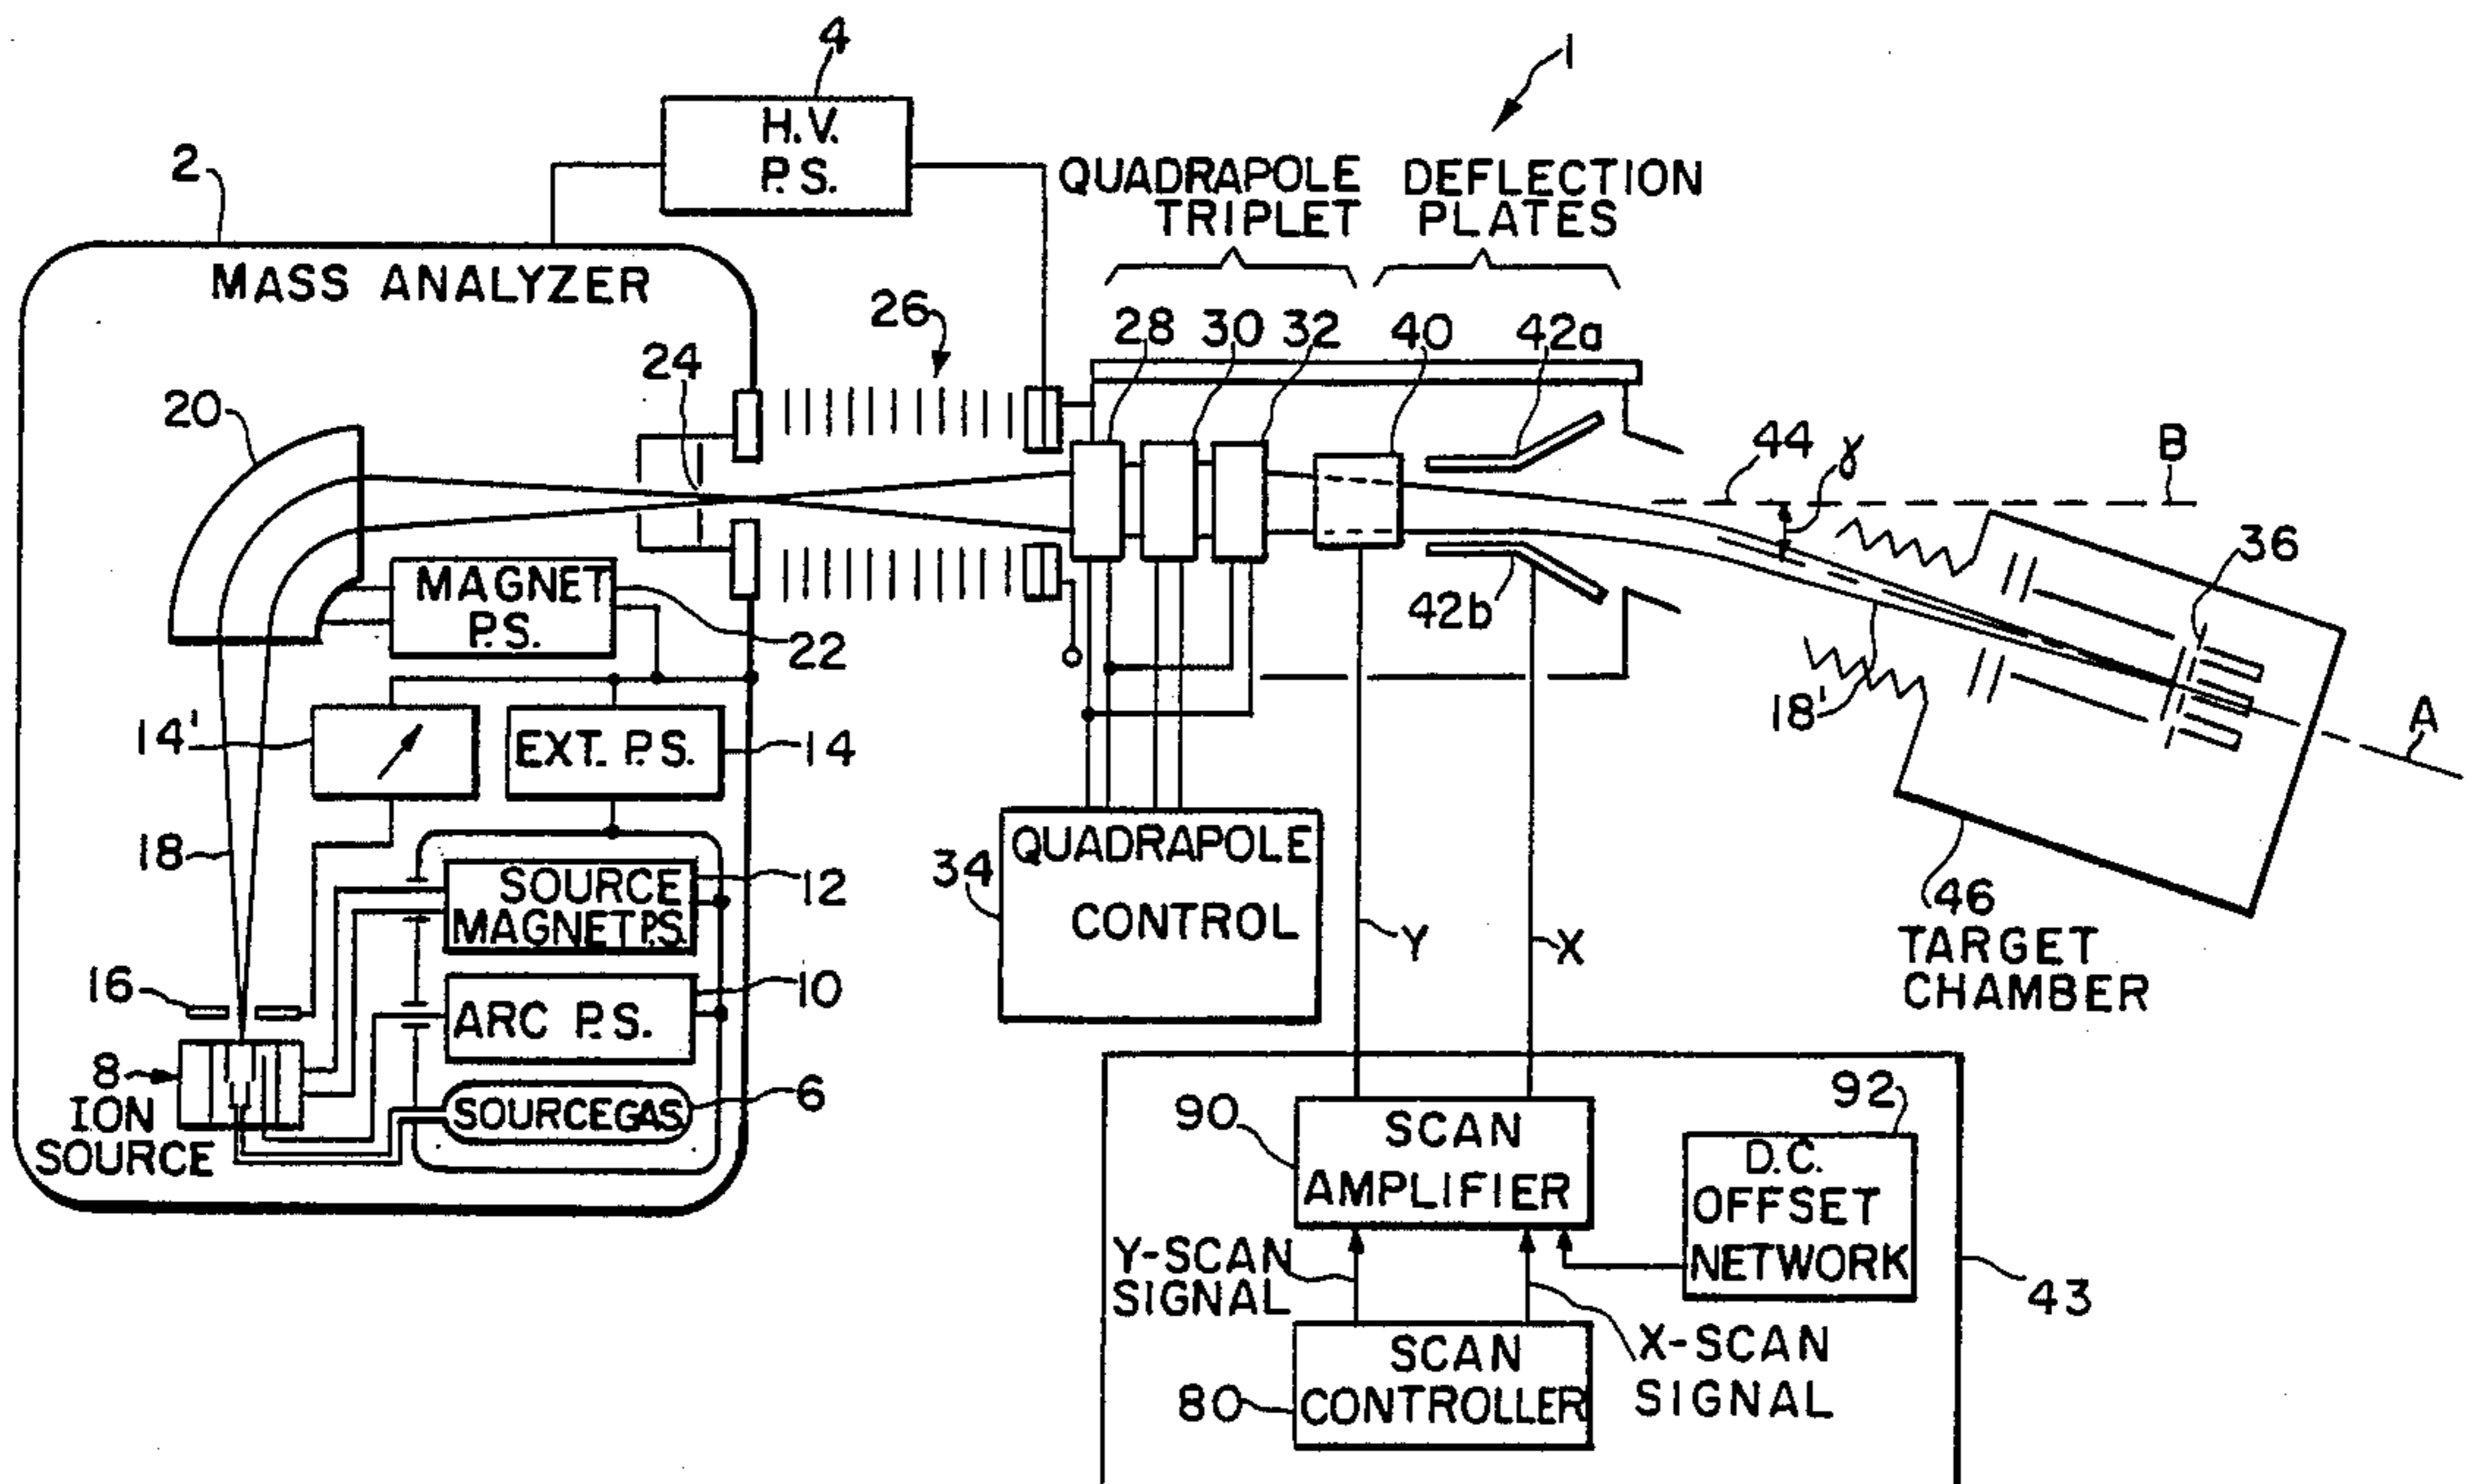 4
1
H.V.
P.S.
2
QUADRAPOLE
TRIPLET
DEFLECTION
PLATES
MASS ANALYZER
26
28
30
32
40
42a
24
20
44
γ
B
36
MAGNET
P.S.
42b
22
14'
EXT. P.S.
14
18'
A
18
34
QUADRAPOLE
CONTROL
SOURCE
MAGNET P.S.
12
Y
X
46
TARGET
CHAMBER
16
ARC P.S.
10
8
ION
SOURCE
SOURCE GAS
6
90
SCAN
AMPLIFIER
92
D.C.
OFFSET
NETWORK
Y-SCAN
SIGNAL
43
X-SCAN
SIGNAL
80
SCAN
CONTROLLER